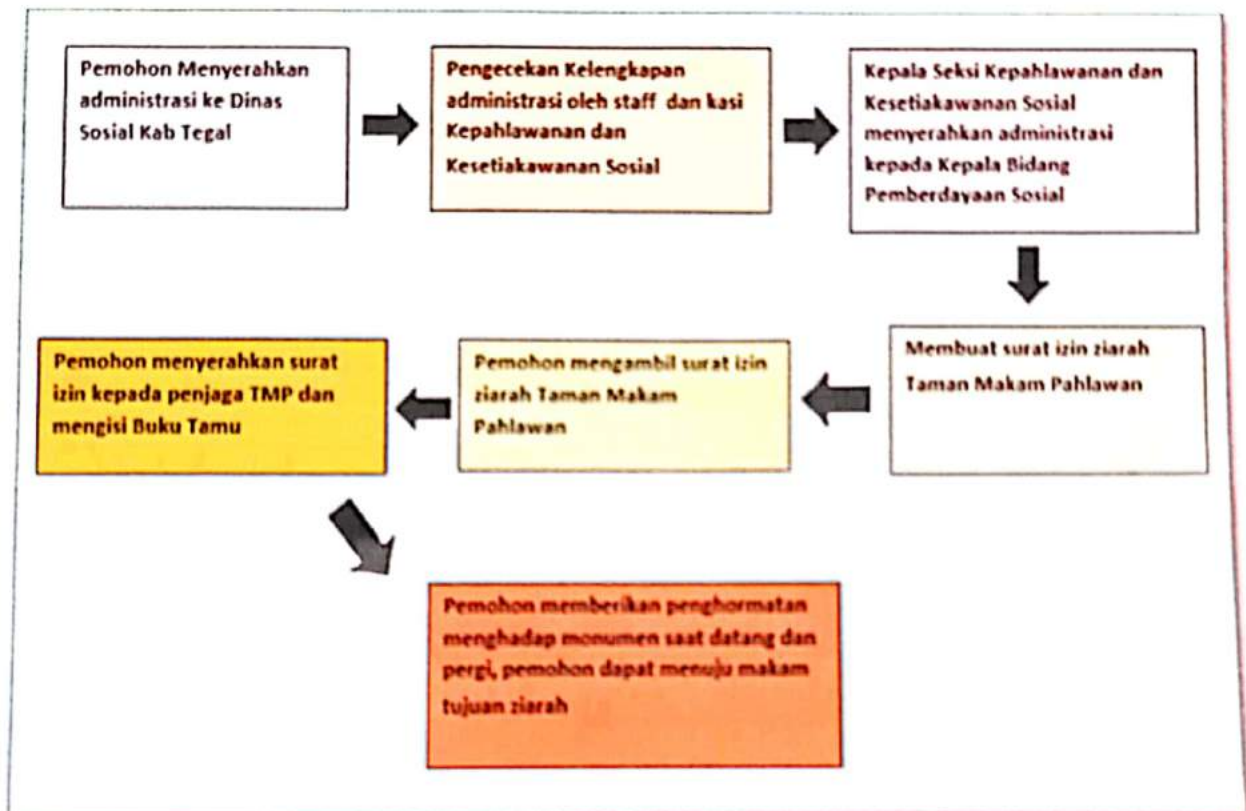 Pemohon Menyerahkan
administrasi ke Dinas
Sosial Kab Tegal
Pengecekan Kelengkapan
administrasi oleh staff dan kasi
Kepahlawanan dan
Kesetiakawanan Sosial
Kepala Seksi Kepahlawanan dan
Kesetiakawanan Sosial
menyerahkan administrasi
kepada Kepala Bidang
Pemberdayaan Sosial
Membuat surat izin ziarah
Taman Makam Pahlawan
Pemohon mengambil surat izin
ziarah Taman Makam
Pahlawan
Pemohon menyerahkan surat
izin kepada penjaga TMP dan
mengisi Buku Tamu
Pemohon memberikan penghormatan
menghadap monumen saat datang dan
pergi, pemohon dapat menuju makam
tujuan ziarah